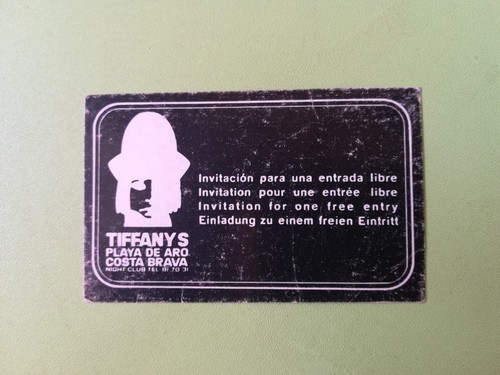 Invitación para una entrada libre
Invitation pour une entrée libre
Invitation for one free entry
Einladung zu einem freien Eintritt
TIFFANYS
PLAYA DE ARO
COSTA BRAVA
NIGHT CLUB TEL 81 70 31